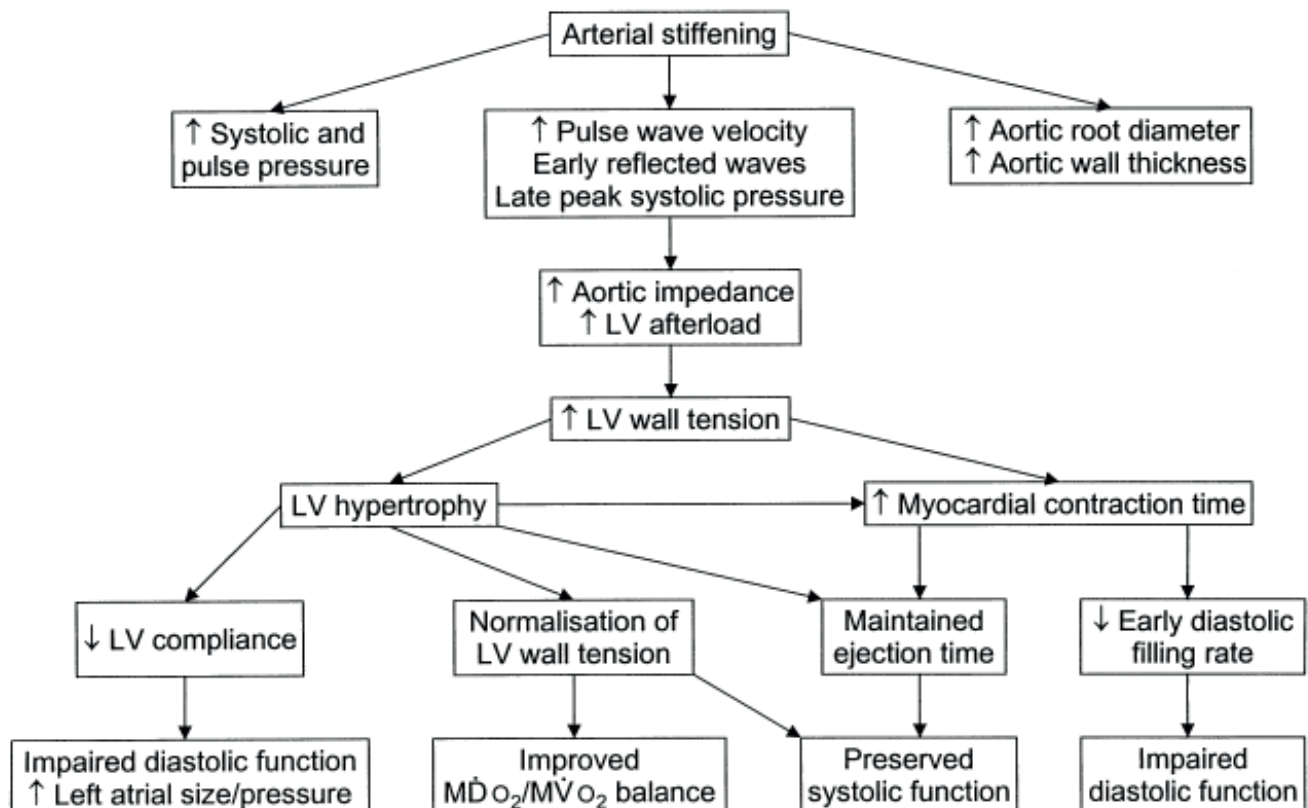 Arterial stiffening
↑ Systolic and
pulse pressure
↑ Pulse wave velocity
Early reflected waves
Late peak systolic pressure
↑ Aortic root diameter
↑ Aortic wall thickness
↑ Aortic impedance
↑ LV afterload
↑ LV wall tension
LV hypertrophy
↑ Myocardial contraction time
↓ LV compliance
Normalisation of
LV wall tension
Maintained
ejection time
↓ Early diastolic
filling rate
Impaired diastolic function
↑ Left atrial size/pressure
Improved
MḊO₂/MV̇O₂ balance
Preserved
systolic function
Impaired
diastolic function